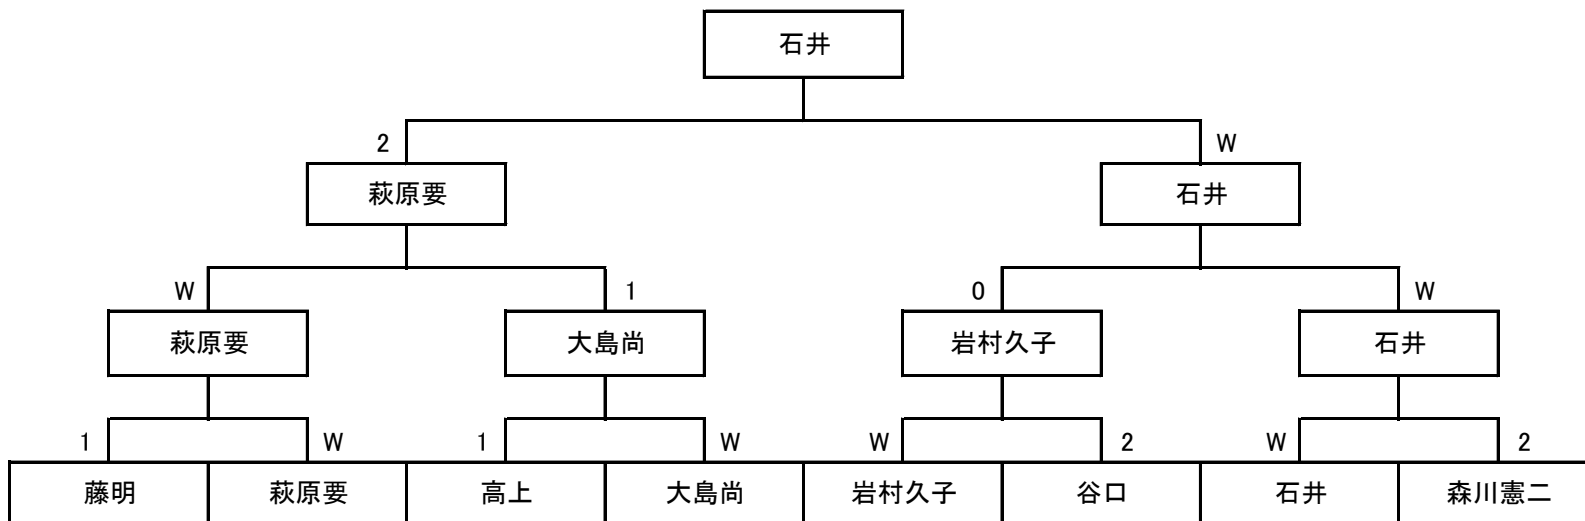 石井
2 W
萩原要 石井
W 1 0 W
萩原要 大島尚 岩村久子 石井
1 W 1 W W 2 W 2
藤明 萩原要 高上 大島尚 岩村久子 谷口 石井 森川憲二